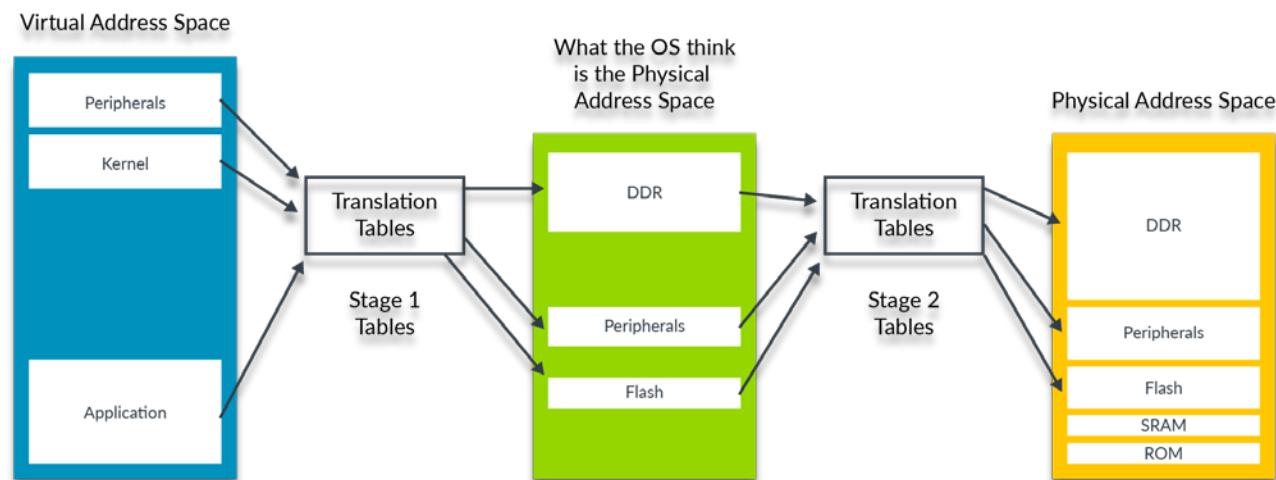 Virtual Address Space
Peripherals
Kernel
Application
Translation
Tables
Stage 1
Tables
What the OS think
is the Physical
Address Space
DDR
Peripherals
Flash
Translation
Tables
Stage 2
Tables
Physical Address Space
DDR
Peripherals
Flash
SRAM
ROM